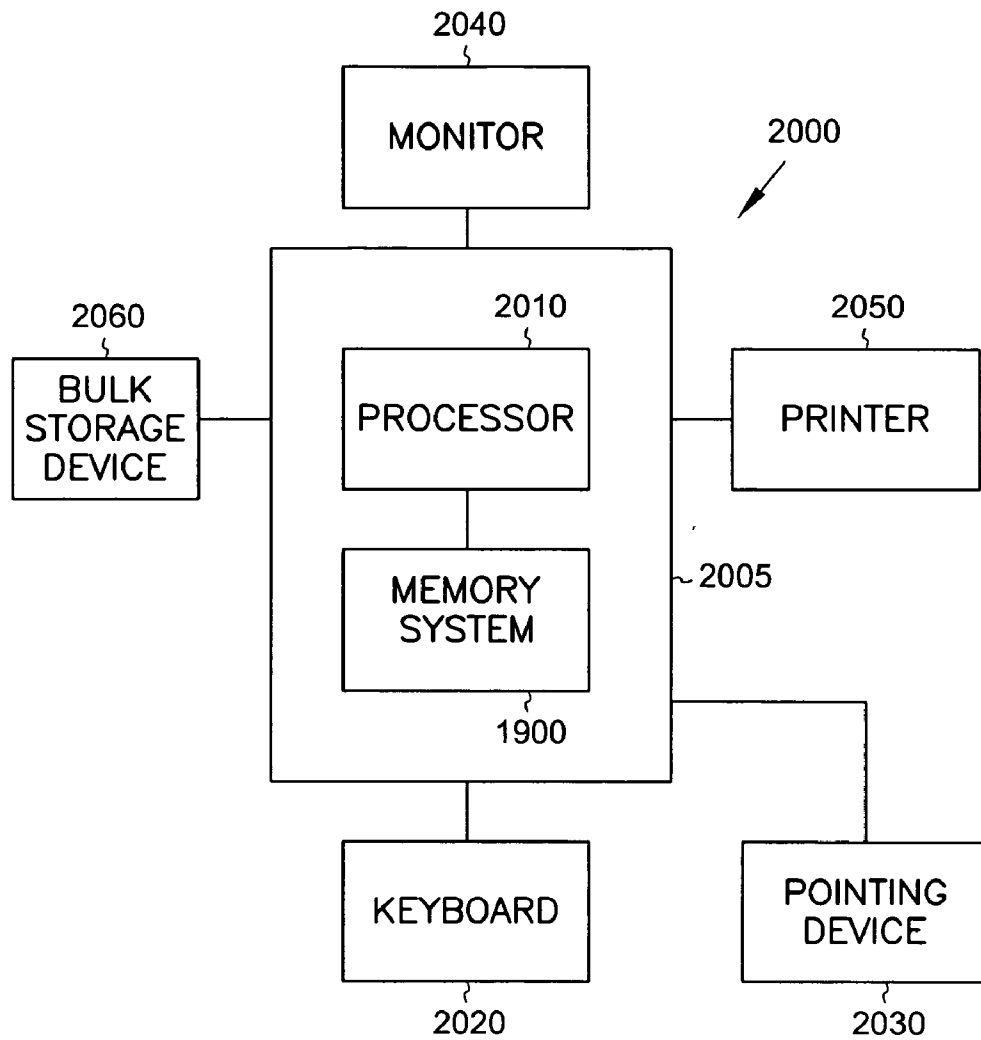 2040
MONITOR
2000
2060
BULK
STORAGE
DEVICE
2010
PROCESSOR
2050
PRINTER
MEMORY
SYSTEM
2005
1900
KEYBOARD
2020
POINTING
DEVICE
2030